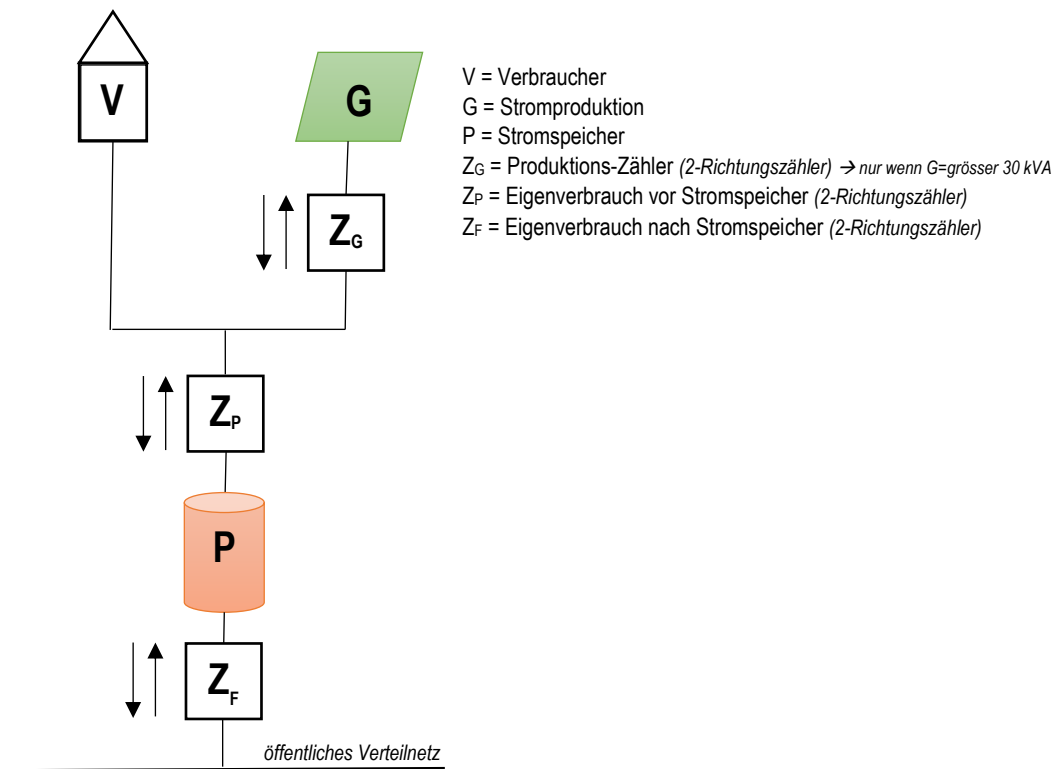 V
G
V = Verbraucher
G = Stromproduktion
P = Stromspeicher
ZG = Produktions-Zähler (2-Richtungszähler) → nur wenn G=grösser 30 kVA
ZP = Eigenverbrauch vor Stromspeicher (2-Richtungszähler)
ZF = Eigenverbrauch nach Stromspeicher (2-Richtungszähler)
ZG
ZP
P
ZF
öffentliches Verteilnetz